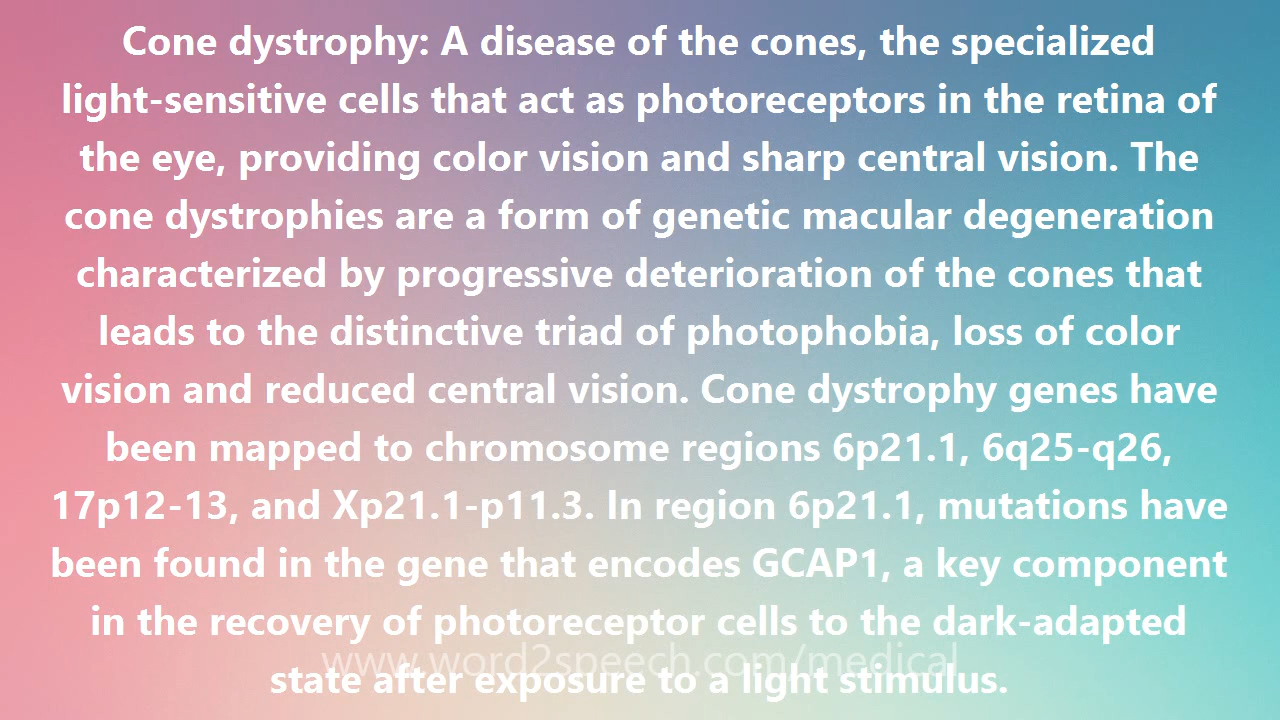 Cone dystrophy: A disease of the cones, the specialized
light-sensitive cells that act as photoreceptors in the retina of
the eye, providing color vision and sharp central vision. The
cone dystrophies are a form of genetic macular degeneration
characterized by progressive deterioration of the cones that
leads to the distinctive triad of photophobia, loss of color
vision and reduced central vision. Cone dystrophy genes have
been mapped to chromosome regions 6p21.1, 6q25-q26,
17p12-13, and Xp21.1-p11.3. In region 6p21.1, mutations have
been found in the gene that encodes GCAP1, a key component
in the recovery of photoreceptor cells to the dark-adapted
www.word2speech.com/medical
state after exposure to a light stimulus.